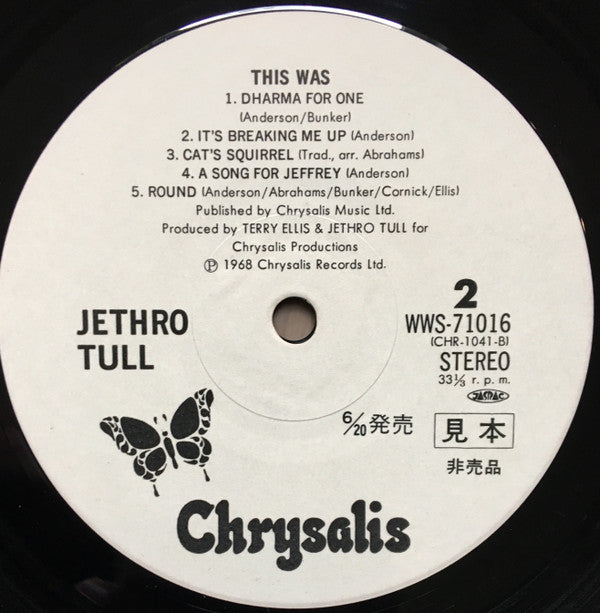 THIS WAS
1. DHARMA FOR ONE
(Anderson/Bunker)
2. IT'S BREAKING ME UP (Anderson)
3. CAT'S SQUIRREL (Trad., arr. Abrahams)
4. A SONG FOR JEFFREY (Anderson)
5. ROUND (Anderson/Abrahams/Bunker/Cornick/Ellis)
Published by Chrysalis Music Ltd.
Produced by TERRY ELLIS & JETHRO TULL for
Chrysalis Productions
℗ 1968 Chrysalis Records Ltd.
JETHRO
TULL
2
WWS-71016
(CHR-1041-B)
STEREO
33⅓ r. p. m.
JASRAC
6/20発売
見本
非売品
Chrysalis